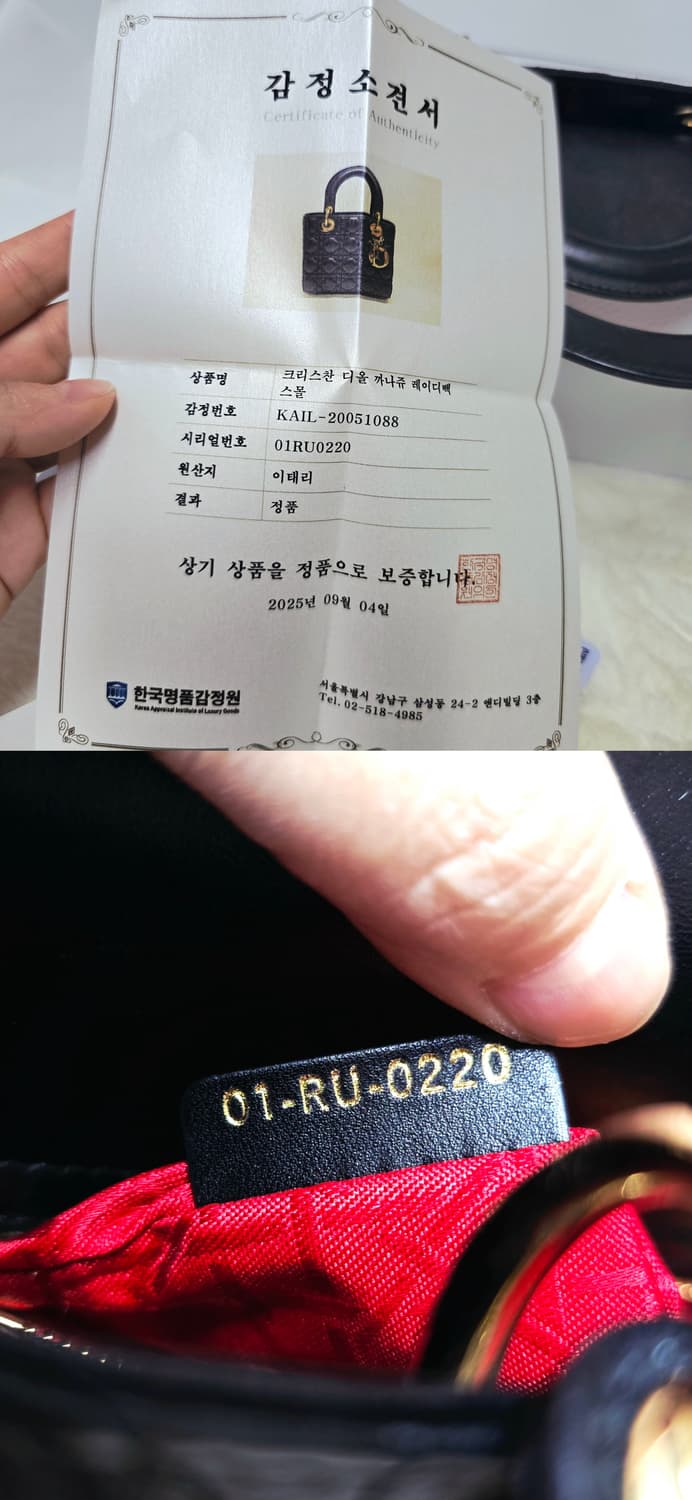 감정소견서
Certificate of Authenticity
상품명 크리스챤 디올 까나쥬 레이디백 스몰
감정번호 KAIL-20051088
시리얼번호 01RU0220
원산지 이태리
결과 정품
상기 상품을 정품으로 보증합니다.
2025년 09월 04일
한국명품감정원
Korea Appraisal Institute of Luxury Goods
서울특별시 강남구 삼성동 24-2 앤디빌딩 3층
Tel. 02-518-4985
01-RU-0220